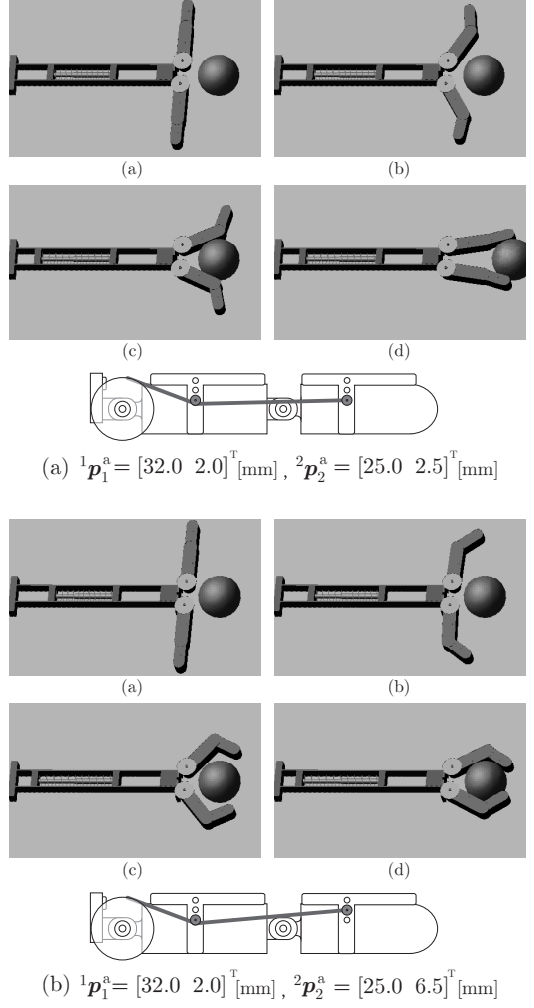 (a) (b)
(c) (d)
(a) ¹p₁ᵃ = [32.0 2.0]ᵀ[mm] , ²p₂ᵃ = [25.0 2.5]ᵀ[mm]
(a) (b)
(c) (d)
(b) ¹p₁ᵃ= [32.0 2.0]ᵀ[mm] , ²p₂ᵃ = [25.0 6.5]ᵀ[mm]